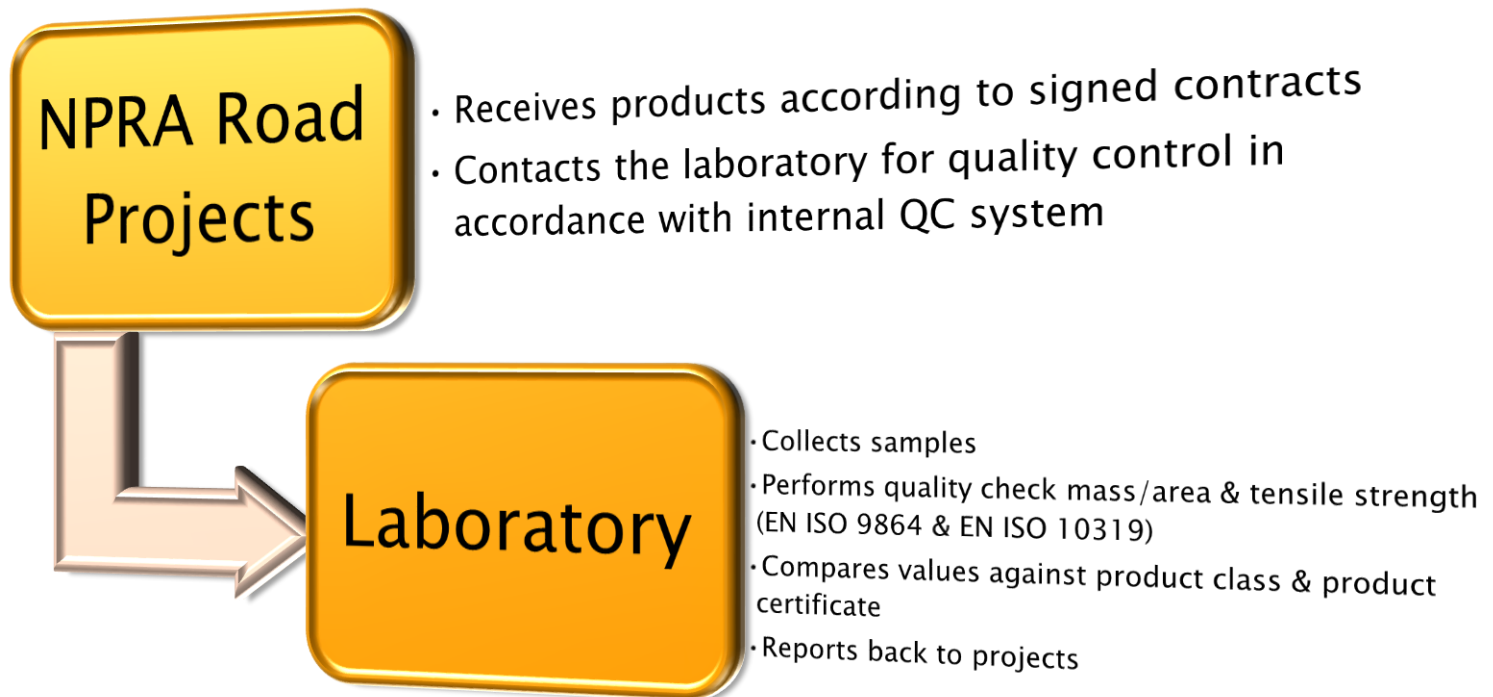 NPRA Road
Projects
· Receives products according to signed contracts
· Contacts the laboratory for quality control in
accordance with internal QC system
Laboratory
· Collects samples
· Performs quality check mass/area & tensile strength
(EN ISO 9864 & EN ISO 10319)
· Compares values against product class & product
certificate
· Reports back to projects